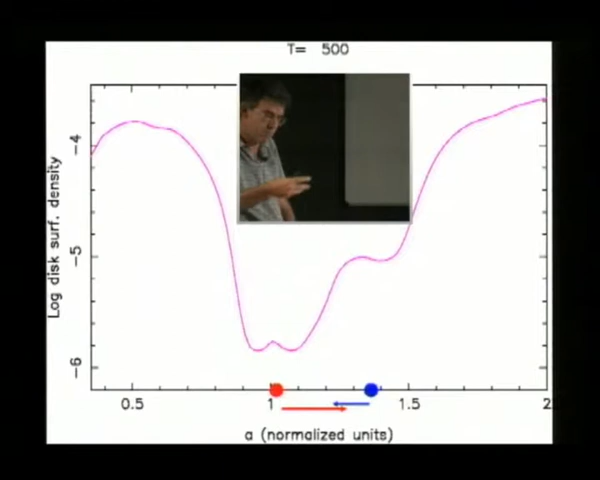 T= 500
Log disk surf. density
-4
-5
-6
0.5
1
1.5
2
a (normalized units)